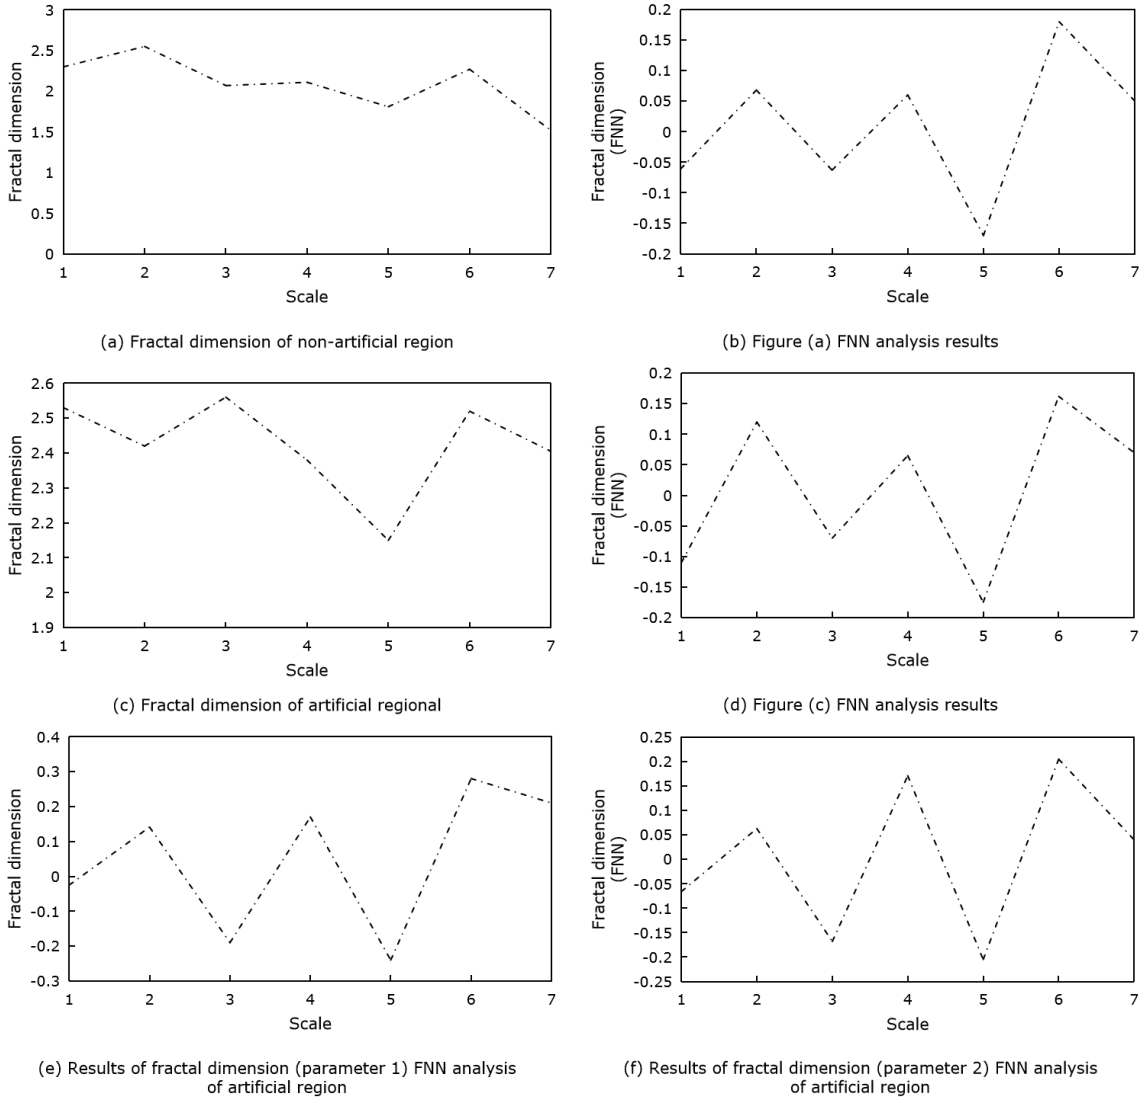 3
2.5
2
1.5
1
0.5
0
Fractal dimension
1 2 3 4 5 6 7
Scale
(a) Fractal dimension of non-artificial region
0.2
0.15
0.1
0.05
0
-0.05
-0.1
-0.15
-0.2
Fractal dimension
(FNN)
1 2 3 4 5 6 7
Scale
(b) Figure (a) FNN analysis results
2.6
2.5
2.4
2.3
2.2
2.1
2
1.9
Fractal dimension
1 2 3 4 5 6 7
Scale
(c) Fractal dimension of artificial regional
0.2
0.15
0.1
0.05
0
-0.05
-0.1
-0.15
-0.2
Fractal dimension
(FNN)
1 2 3 4 5 6 7
Scale
(d) Figure (c) FNN analysis results
0.4
0.3
0.2
0.1
0
-0.1
-0.2
-0.3
Fractal dimension
1 2 3 4 5 6 7
Scale
(e) Results of fractal dimension (parameter 1) FNN analysis
of artificial region
0.25
0.2
0.15
0.1
0.05
0
-0.05
-0.1
-0.15
-0.2
-0.25
Fractal dimension
(FNN)
1 2 3 4 5 6 7
Scale
(f) Results of fractal dimension (parameter 2) FNN analysis
of artificial region